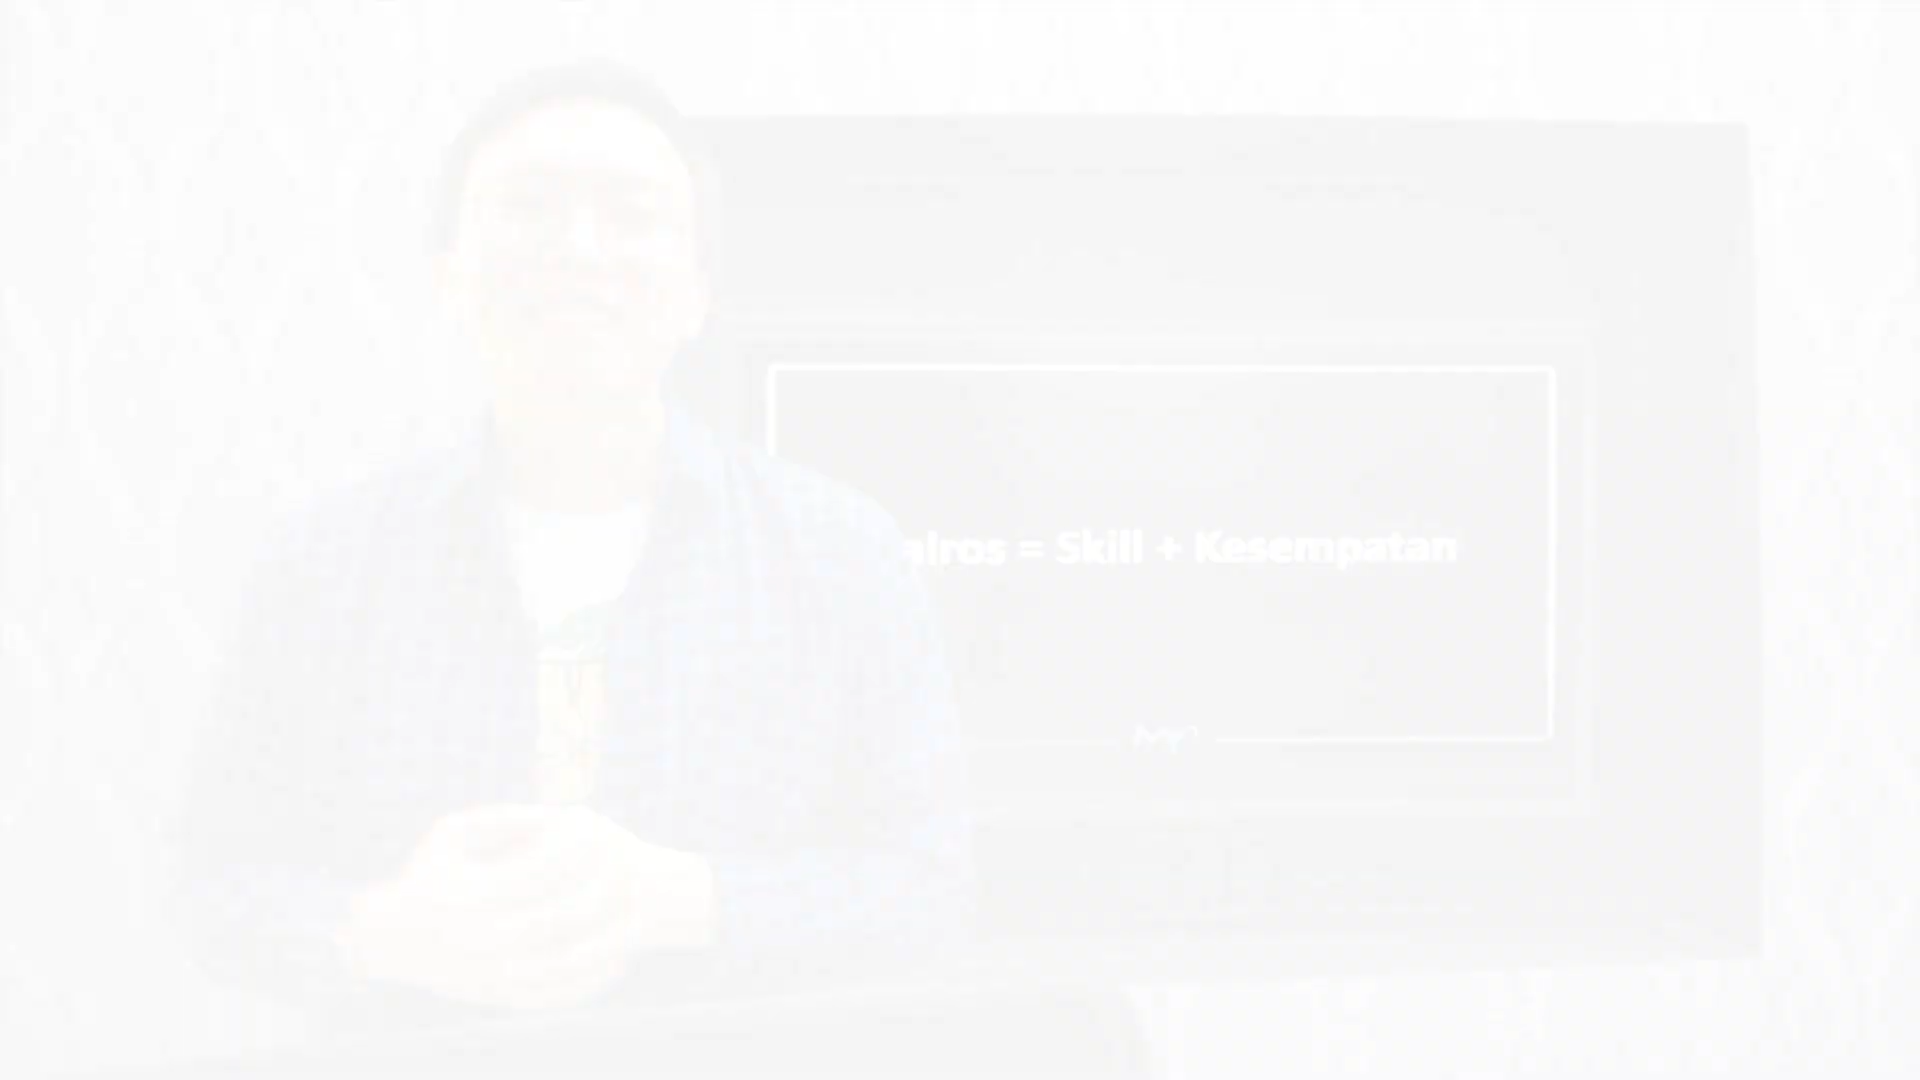 = Skill + Kesempatan